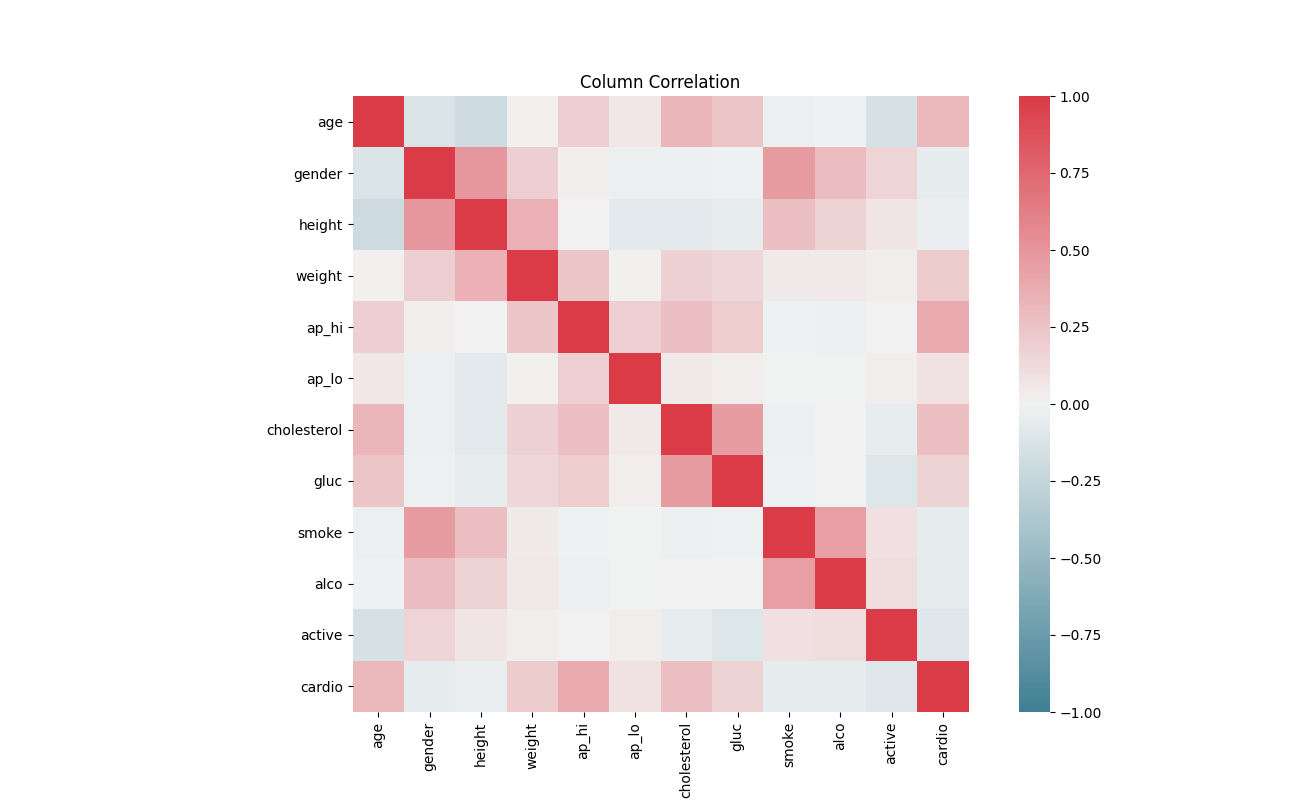 Column Correlation
age
gender
height
weight
ap_hi
ap_lo
cholesterol
gluc
smoke
alco
active
cardio
age
gender
height
weight
ap_hi
ap_lo
cholesterol
gluc
smoke
alco
active
cardio
1.00
0.75
0.50
0.25
0.00
−0.25
−0.50
−0.75
−1.00